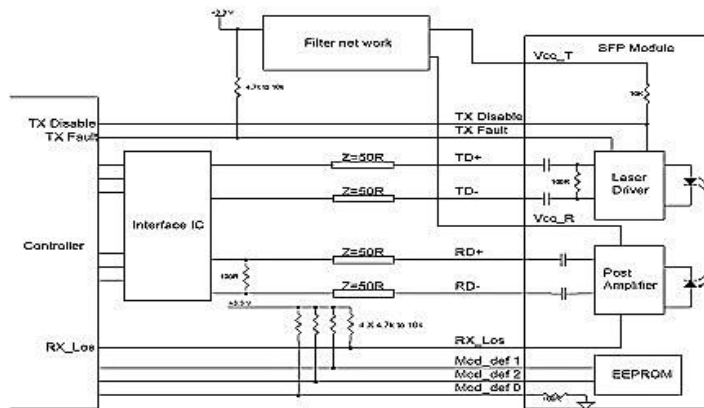 +3.3 V
Filter net work
SFP Module
Vcc_T
4.7k to 10k
10K
TX Disable
TX Disable
TX Fault
TX Fault
Z=50R
TD+
Laser
Driver
100R
Z=50R
TD-
Interface IC
Vcc_R
Controller
Z=50R
RD+
Post
Amplifier
100R
Z=50R
RD-
+3.3 V
4 X 4.7k to 10k
RX_Los
RX_Los
Mod_def 1
Mod_def 2
EEPROM
Mod_def 0